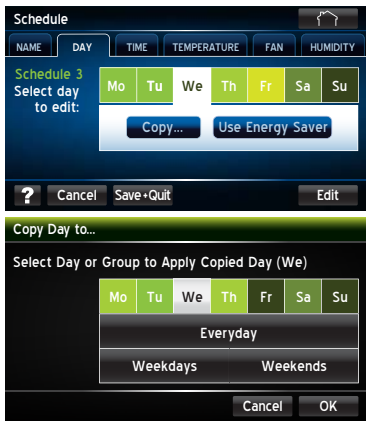 Schedule
NAME DAY TIME TEMPERATURE FAN HUMIDITY
Schedule 3
Select day
to edit:
Mo Tu We Th Fr Sa Su
Copy... Use Energy Saver
? Cancel Save+Quit Edit
Copy Day to...
Select Day or Group to Apply Copied Day (We)
Mo Tu We Th Fr Sa Su
Everyday
Weekdays Weekends
Cancel OK